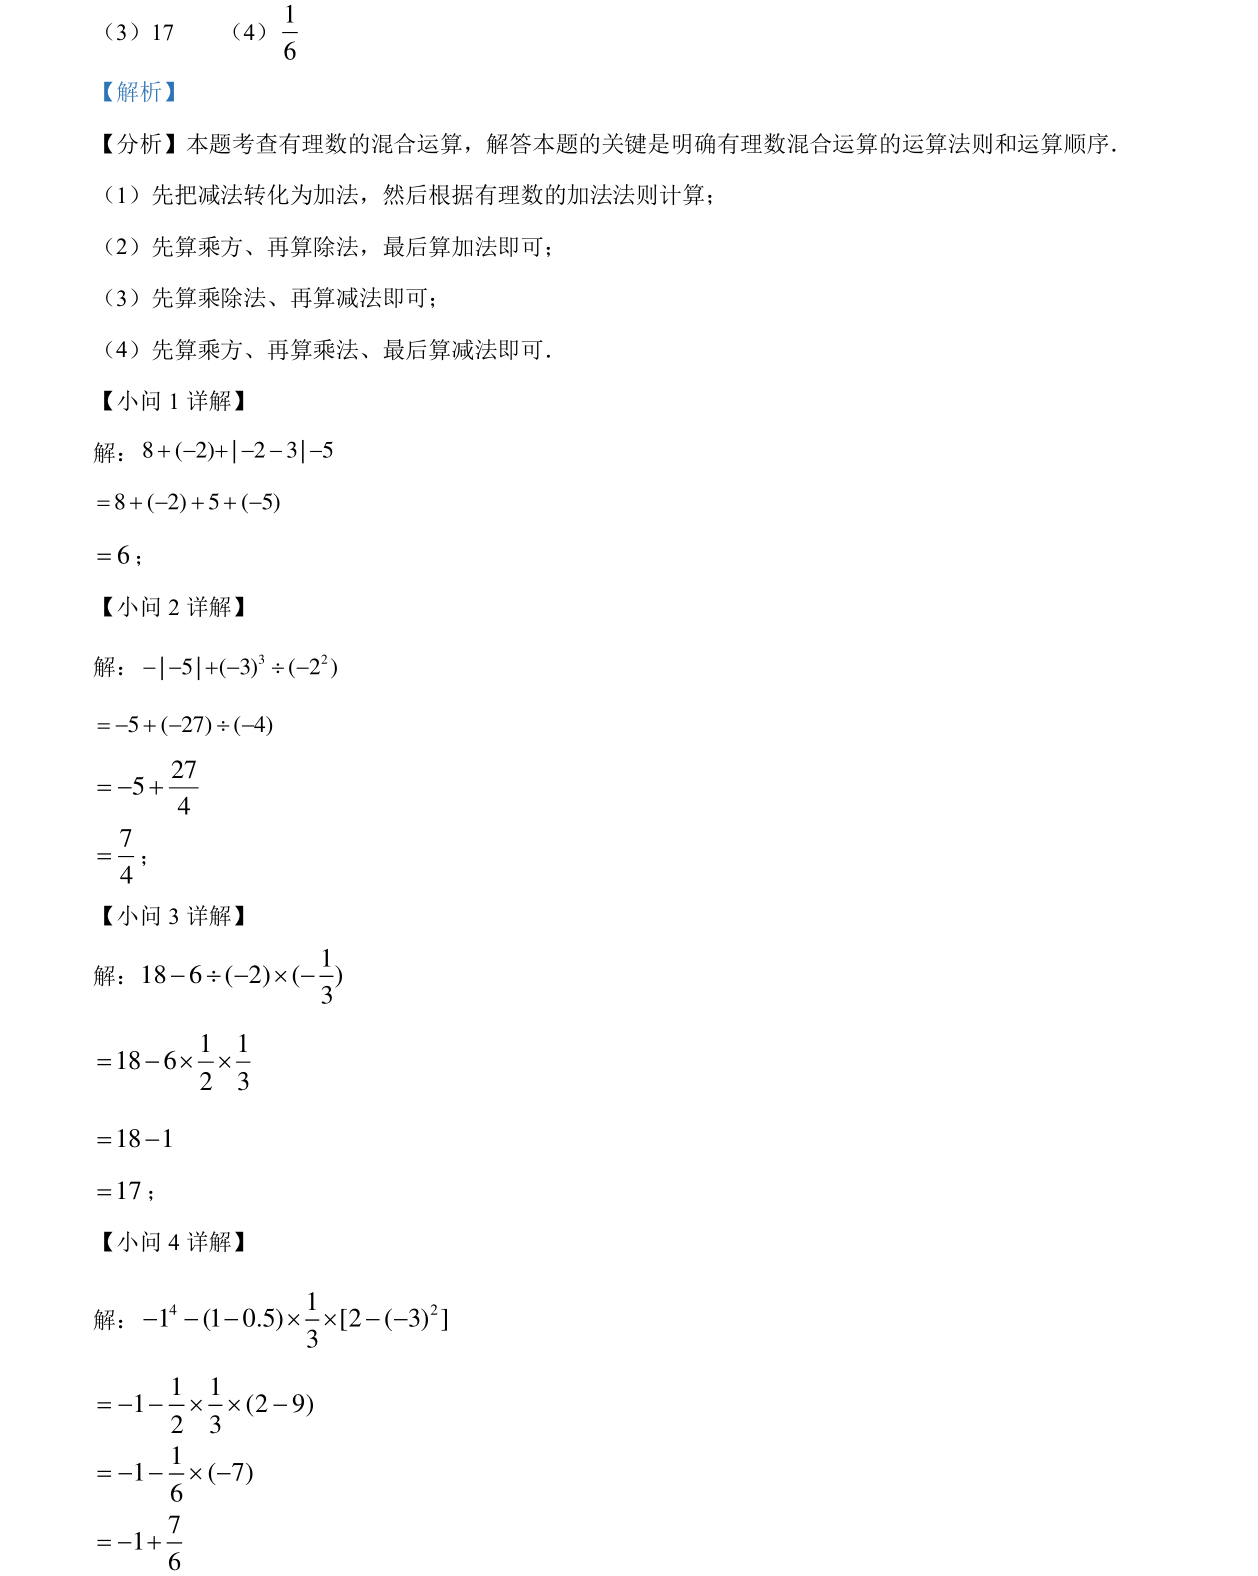 （3）17 （4）1/6
【解析】
【分析】本题考查有理数的混合运算，解答本题的关键是明确有理数混合运算的运算法则和运算顺序．
（1）先把减法转化为加法，然后根据有理数的加法法则计算；
（2）先算乘方、再算除法，最后算加法即可；
（3）先算乘除法、再算减法即可；
（4）先算乘方、再算乘法、最后算减法即可．
【小问 1 详解】
解：8+(−2)+|−2−3|−5
=8+(−2)+5+(−5)
=6；
【小问 2 详解】
解：−|−5|+(−3)³÷(−2²)
=−5+(−27)÷(−4)
=−5+27/4
=7/4；
【小问 3 详解】
解：18−6÷(−2)×(−1/3)
=18−6×1/2×1/3
=18−1
=17；
【小问 4 详解】
解：−1⁴−(1−0.5)×1/3×[2−(−3)²]
=−1−1/2×1/3×(2−9)
=−1−1/6×(−7)
=−1+7/6